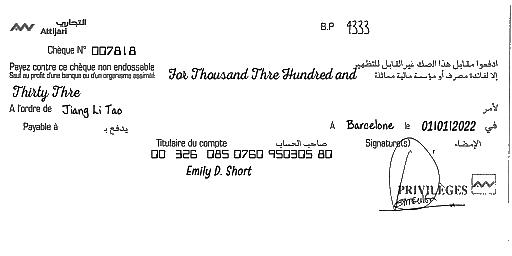 التجاري
Attijari
B.P 4333
Chèque N° 007818
Payez contre ce chèque non endossable
ادفعوا مقابل هذا الصك غير القابل للتظهير
Sauf au profit d'une banque ou d'un organisme assimilé
For Thousand Thre Hundred and
إلا لفائدة مصرف أو مؤسسة مالية مماثلة
Thirty Thre
A l'ordre de Jiang Li Tao
لأمر
Payable à
يدفع بـ
A Barcelone le 01/01/2022 في
Titulaire du compte صاحب الحساب
Signature(s) الإمضاء
00 326 085 0760 950305 80
Emily D. Short
PRIVILÈGES